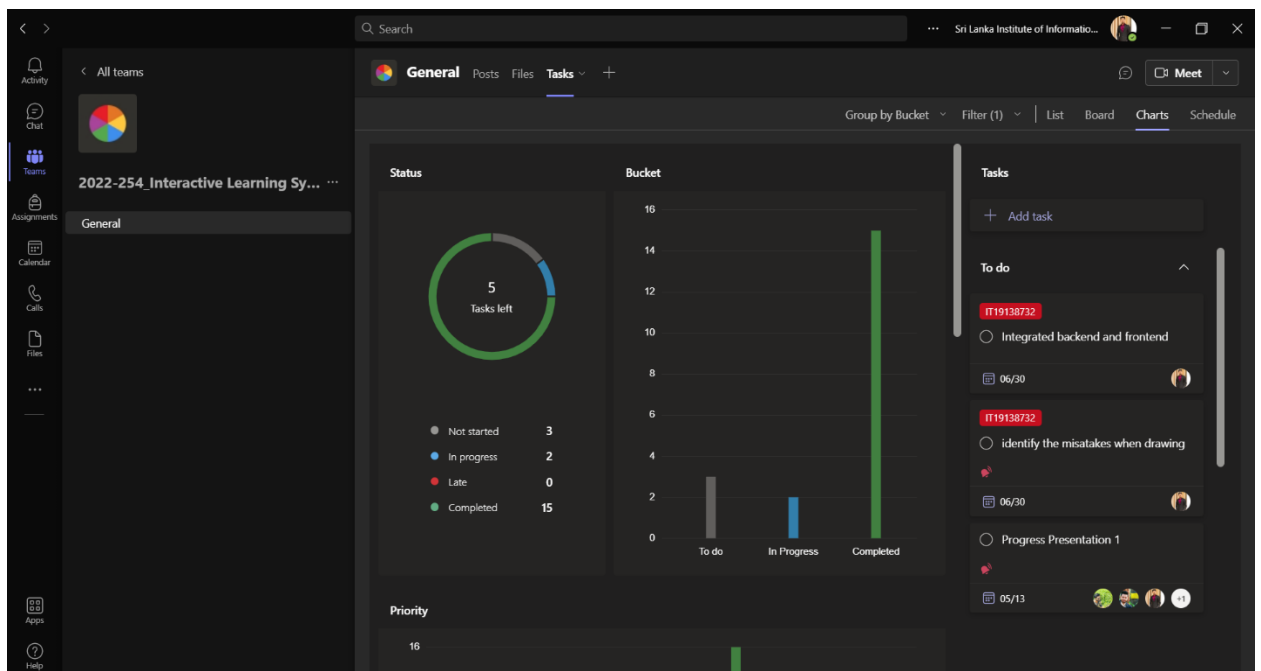 Search
Sri Lanka Institute of Informatio...
Activity
Chat
Teams
Assignments
Calendar
Calls
Files
Apps
Help
All teams
2022-254_Interactive Learning Sy...
General
General Posts Files Tasks
Meet
Group by Bucket Filter (1) List Board Charts Schedule
Status
5
Tasks left
Not started 3
In progress 2
Late 0
Completed 15
Bucket
16
14
12
10
8
6
4
2
0
To do In Progress Completed
Priority
16
Tasks
Add task
To do
IT19138732
Integrated backend and frontend
06/30
IT19138732
identify the misatakes when drawing
06/30
Progress Presentation 1
05/13
+1